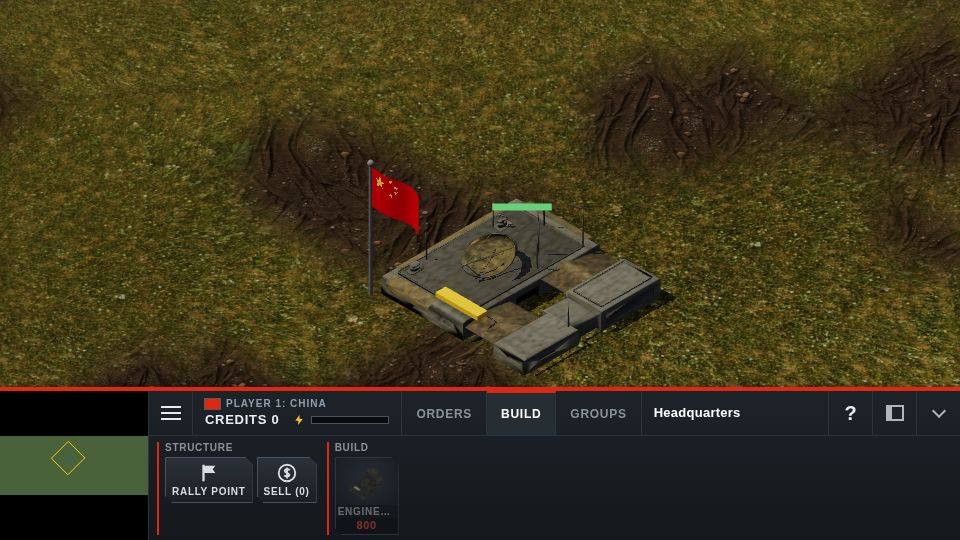 PLAYER 1: CHINA
CREDITS 0
ORDERS
BUILD
GROUPS
Headquarters
?
STRUCTURE
RALLY POINT
SELL (0)
BUILD
ENGINE...
800